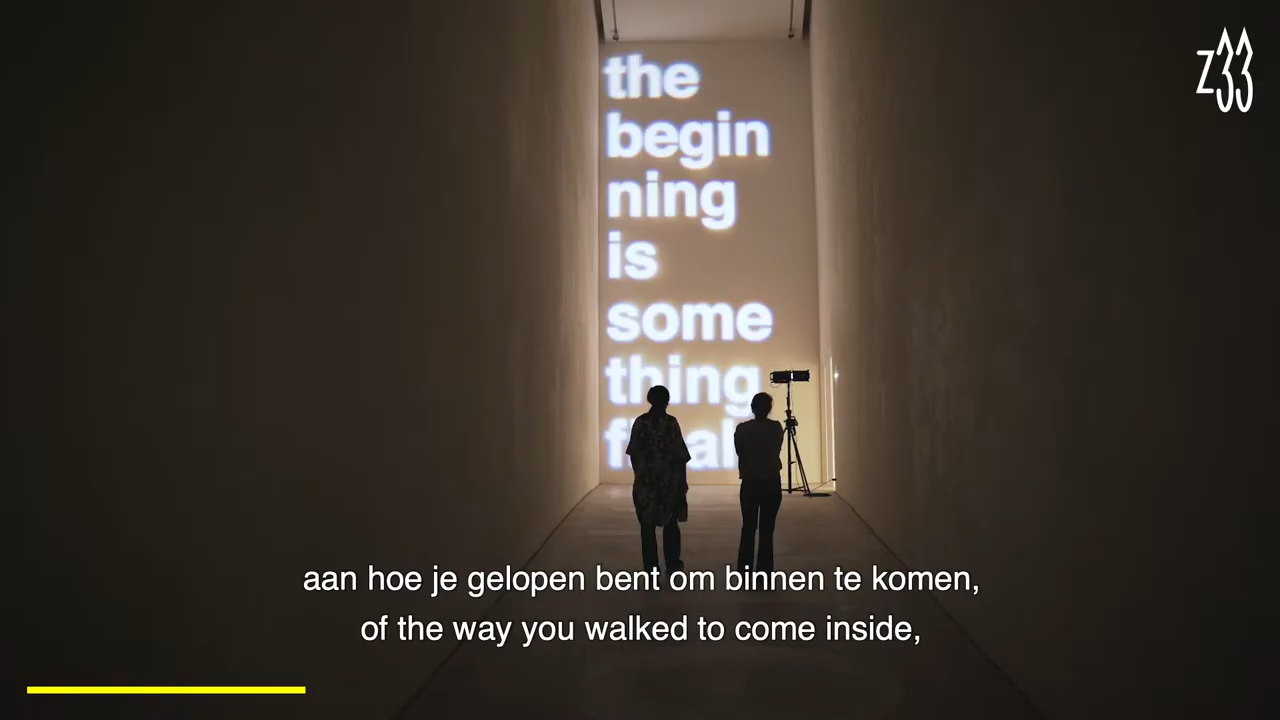 z33
the
begin
ning
is
some
thing
aan hoe je gelopen bent om binnen te komen,
of the way you walked to come inside,